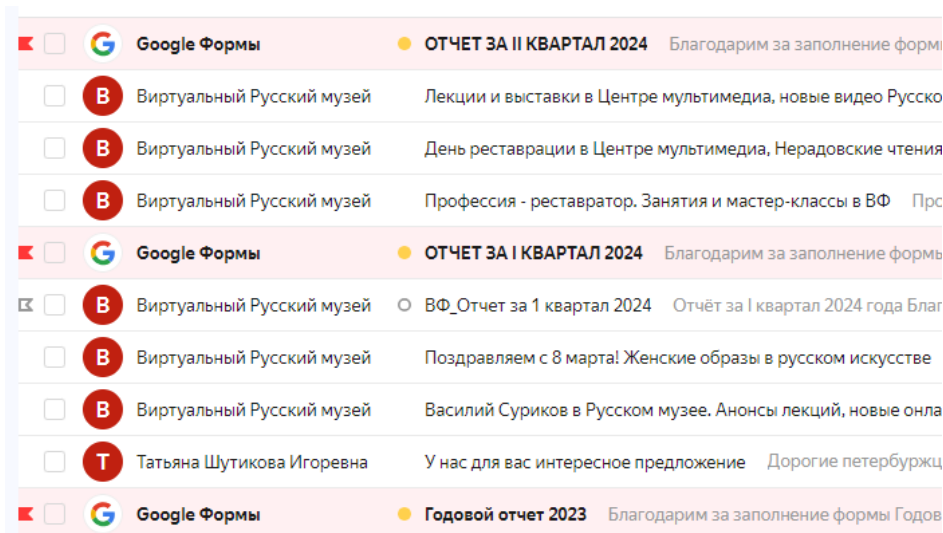 Google Формы ОТЧЕТ ЗА II КВАРТАЛ 2024 Благодарим за заполнение формы
В Виртуальный Русский музей Лекции и выставки в Центре мультимедиа, новые видео Русско
В Виртуальный Русский музей День реставрации в Центре мультимедиа, Нерадовские чтения
В Виртуальный Русский музей Профессия - реставратор. Занятия и мастер-классы в ВФ Про
Google Формы ОТЧЕТ ЗА I КВАРТАЛ 2024 Благодарим за заполнение формы
В Виртуальный Русский музей ВФ_Отчет за 1 квартал 2024 Отчёт за I квартал 2024 года Благ
В Виртуальный Русский музей Поздравляем с 8 марта! Женские образы в русском искусстве
В Виртуальный Русский музей Василий Суриков в Русском музее. Анонсы лекций, новые онла
Т Татьяна Шутикова Игоревна У нас для вас интересное предложение Дорогие петербуржц
Google Формы Годовой отчет 2023 Благодарим за заполнение формы Годов